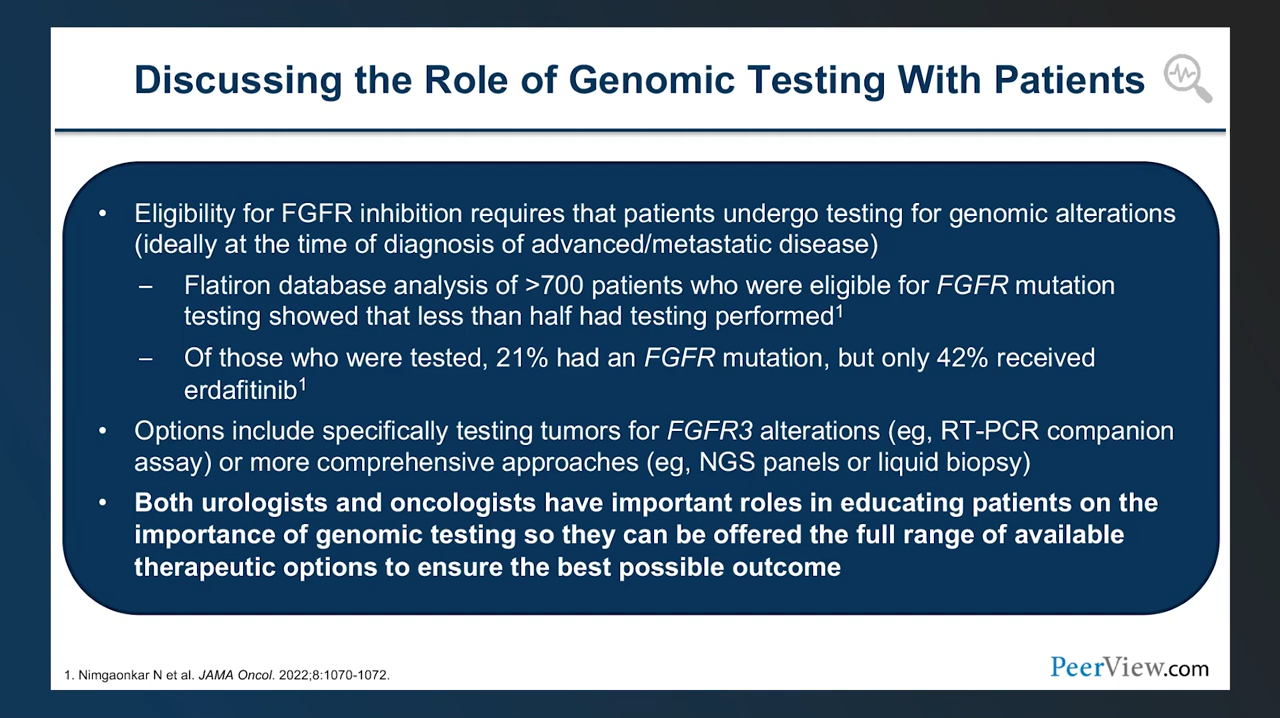 Discussing the Role of Genomic Testing With Patients
• Eligibility for FGFR inhibition requires that patients undergo testing for genomic alterations
(ideally at the time of diagnosis of advanced/metastatic disease)
– Flatiron database analysis of >700 patients who were eligible for FGFR mutation
testing showed that less than half had testing performed¹
– Of those who were tested, 21% had an FGFR mutation, but only 42% received
erdafitinib¹
• Options include specifically testing tumors for FGFR3 alterations (eg, RT-PCR companion
assay) or more comprehensive approaches (eg, NGS panels or liquid biopsy)
• Both urologists and oncologists have important roles in educating patients on the
importance of genomic testing so they can be offered the full range of available
therapeutic options to ensure the best possible outcome
1. Nimgaonkar N et al. JAMA Oncol. 2022;8:1070-1072.
PeerView.com